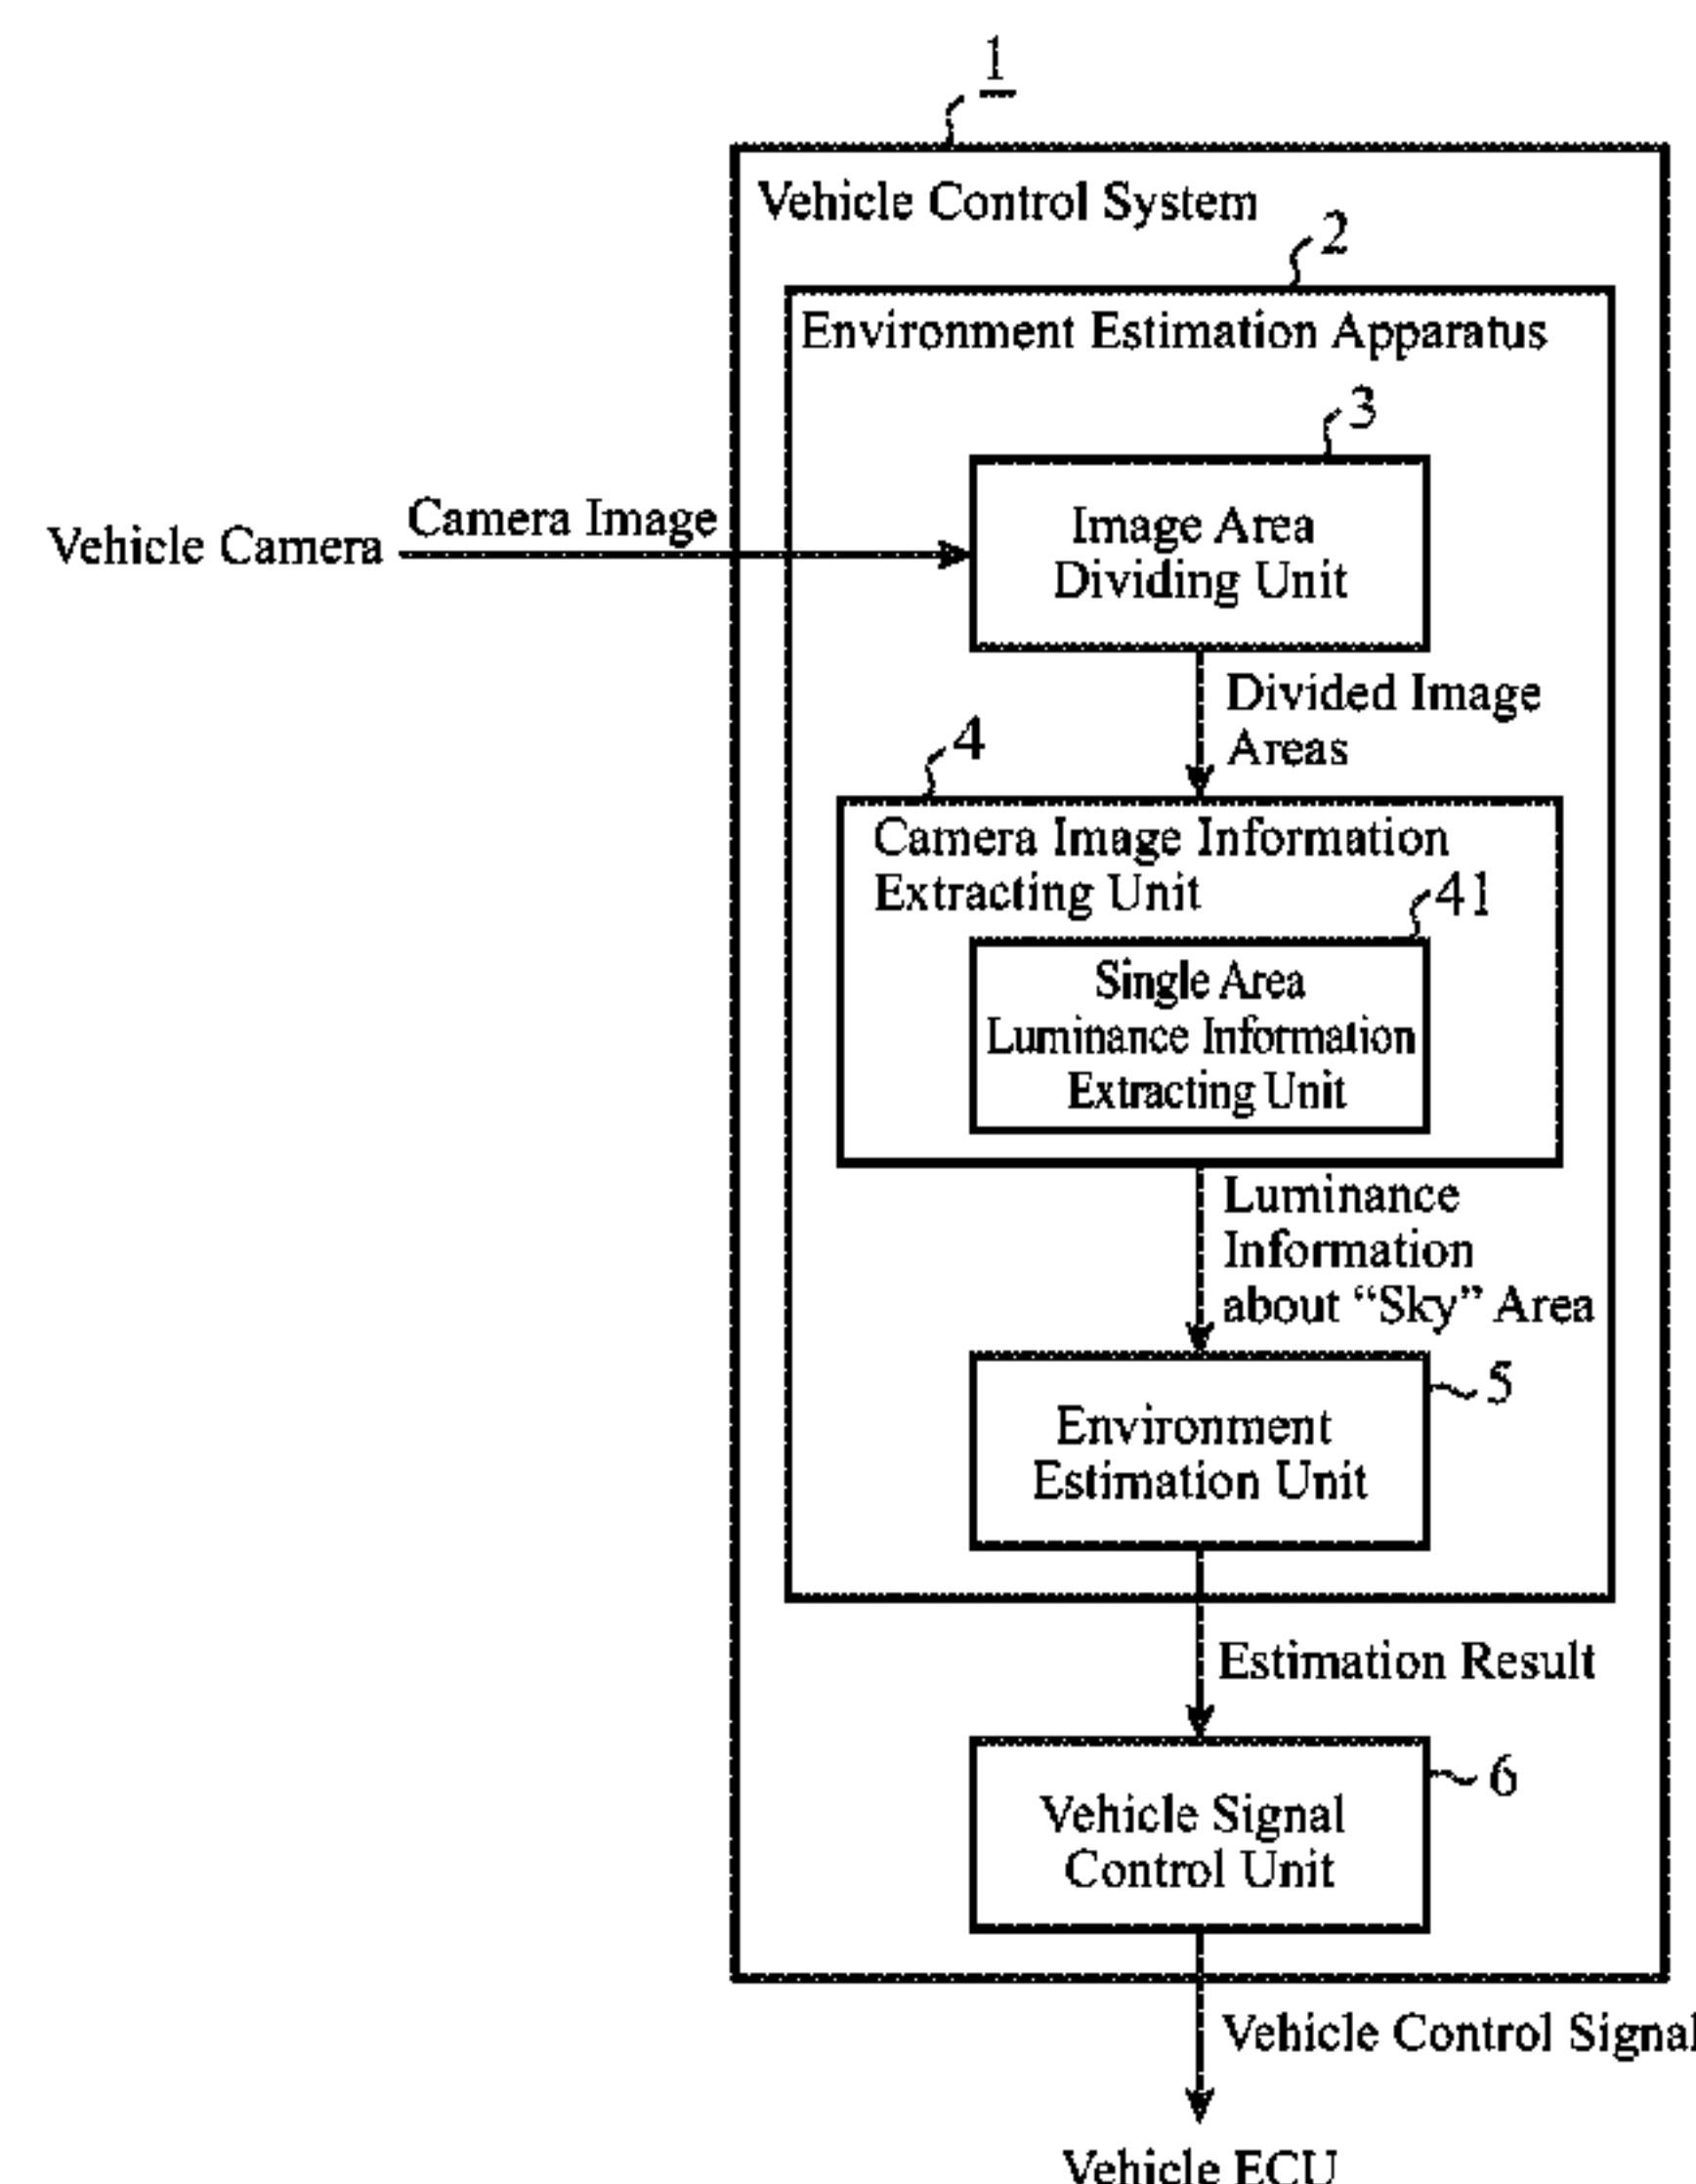 1
Vehicle Control System
2
Environment Estimation Apparatus
3
Vehicle Camera
Camera Image
Image Area
Dividing Unit
Divided Image
Areas
4
Camera Image Information
Extracting Unit
41
Single Area
Luminance Information
Extracting Unit
Luminance
Information
about “Sky” Area
5
Environment
Estimation Unit
Estimation Result
6
Vehicle Signal
Control Unit
Vehicle Control Signal
Vehicle ECU